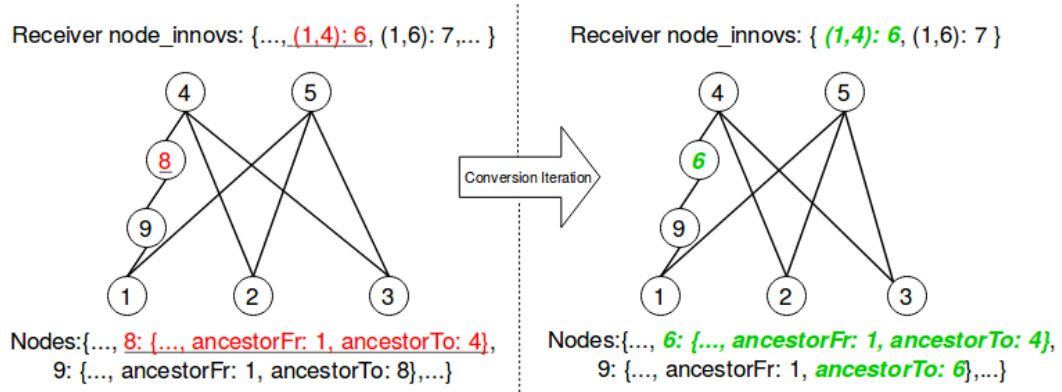 Receiver node_innovs: {..., (1,4): 6, (1,6): 7,... }
4
5
8
9
1
2
3
Nodes:{..., 8: {..., ancestorFr: 1, ancestorTo: 4},
9: {..., ancestorFr: 1, ancestorTo: 8},...}
Conversion Iteration
Receiver node_innovs: { (1,4): 6, (1,6): 7 }
4
5
6
9
1
2
3
Nodes:{..., 6: {..., ancestorFr: 1, ancestorTo: 4},
9: {..., ancestorFr: 1, ancestorTo: 6},...}